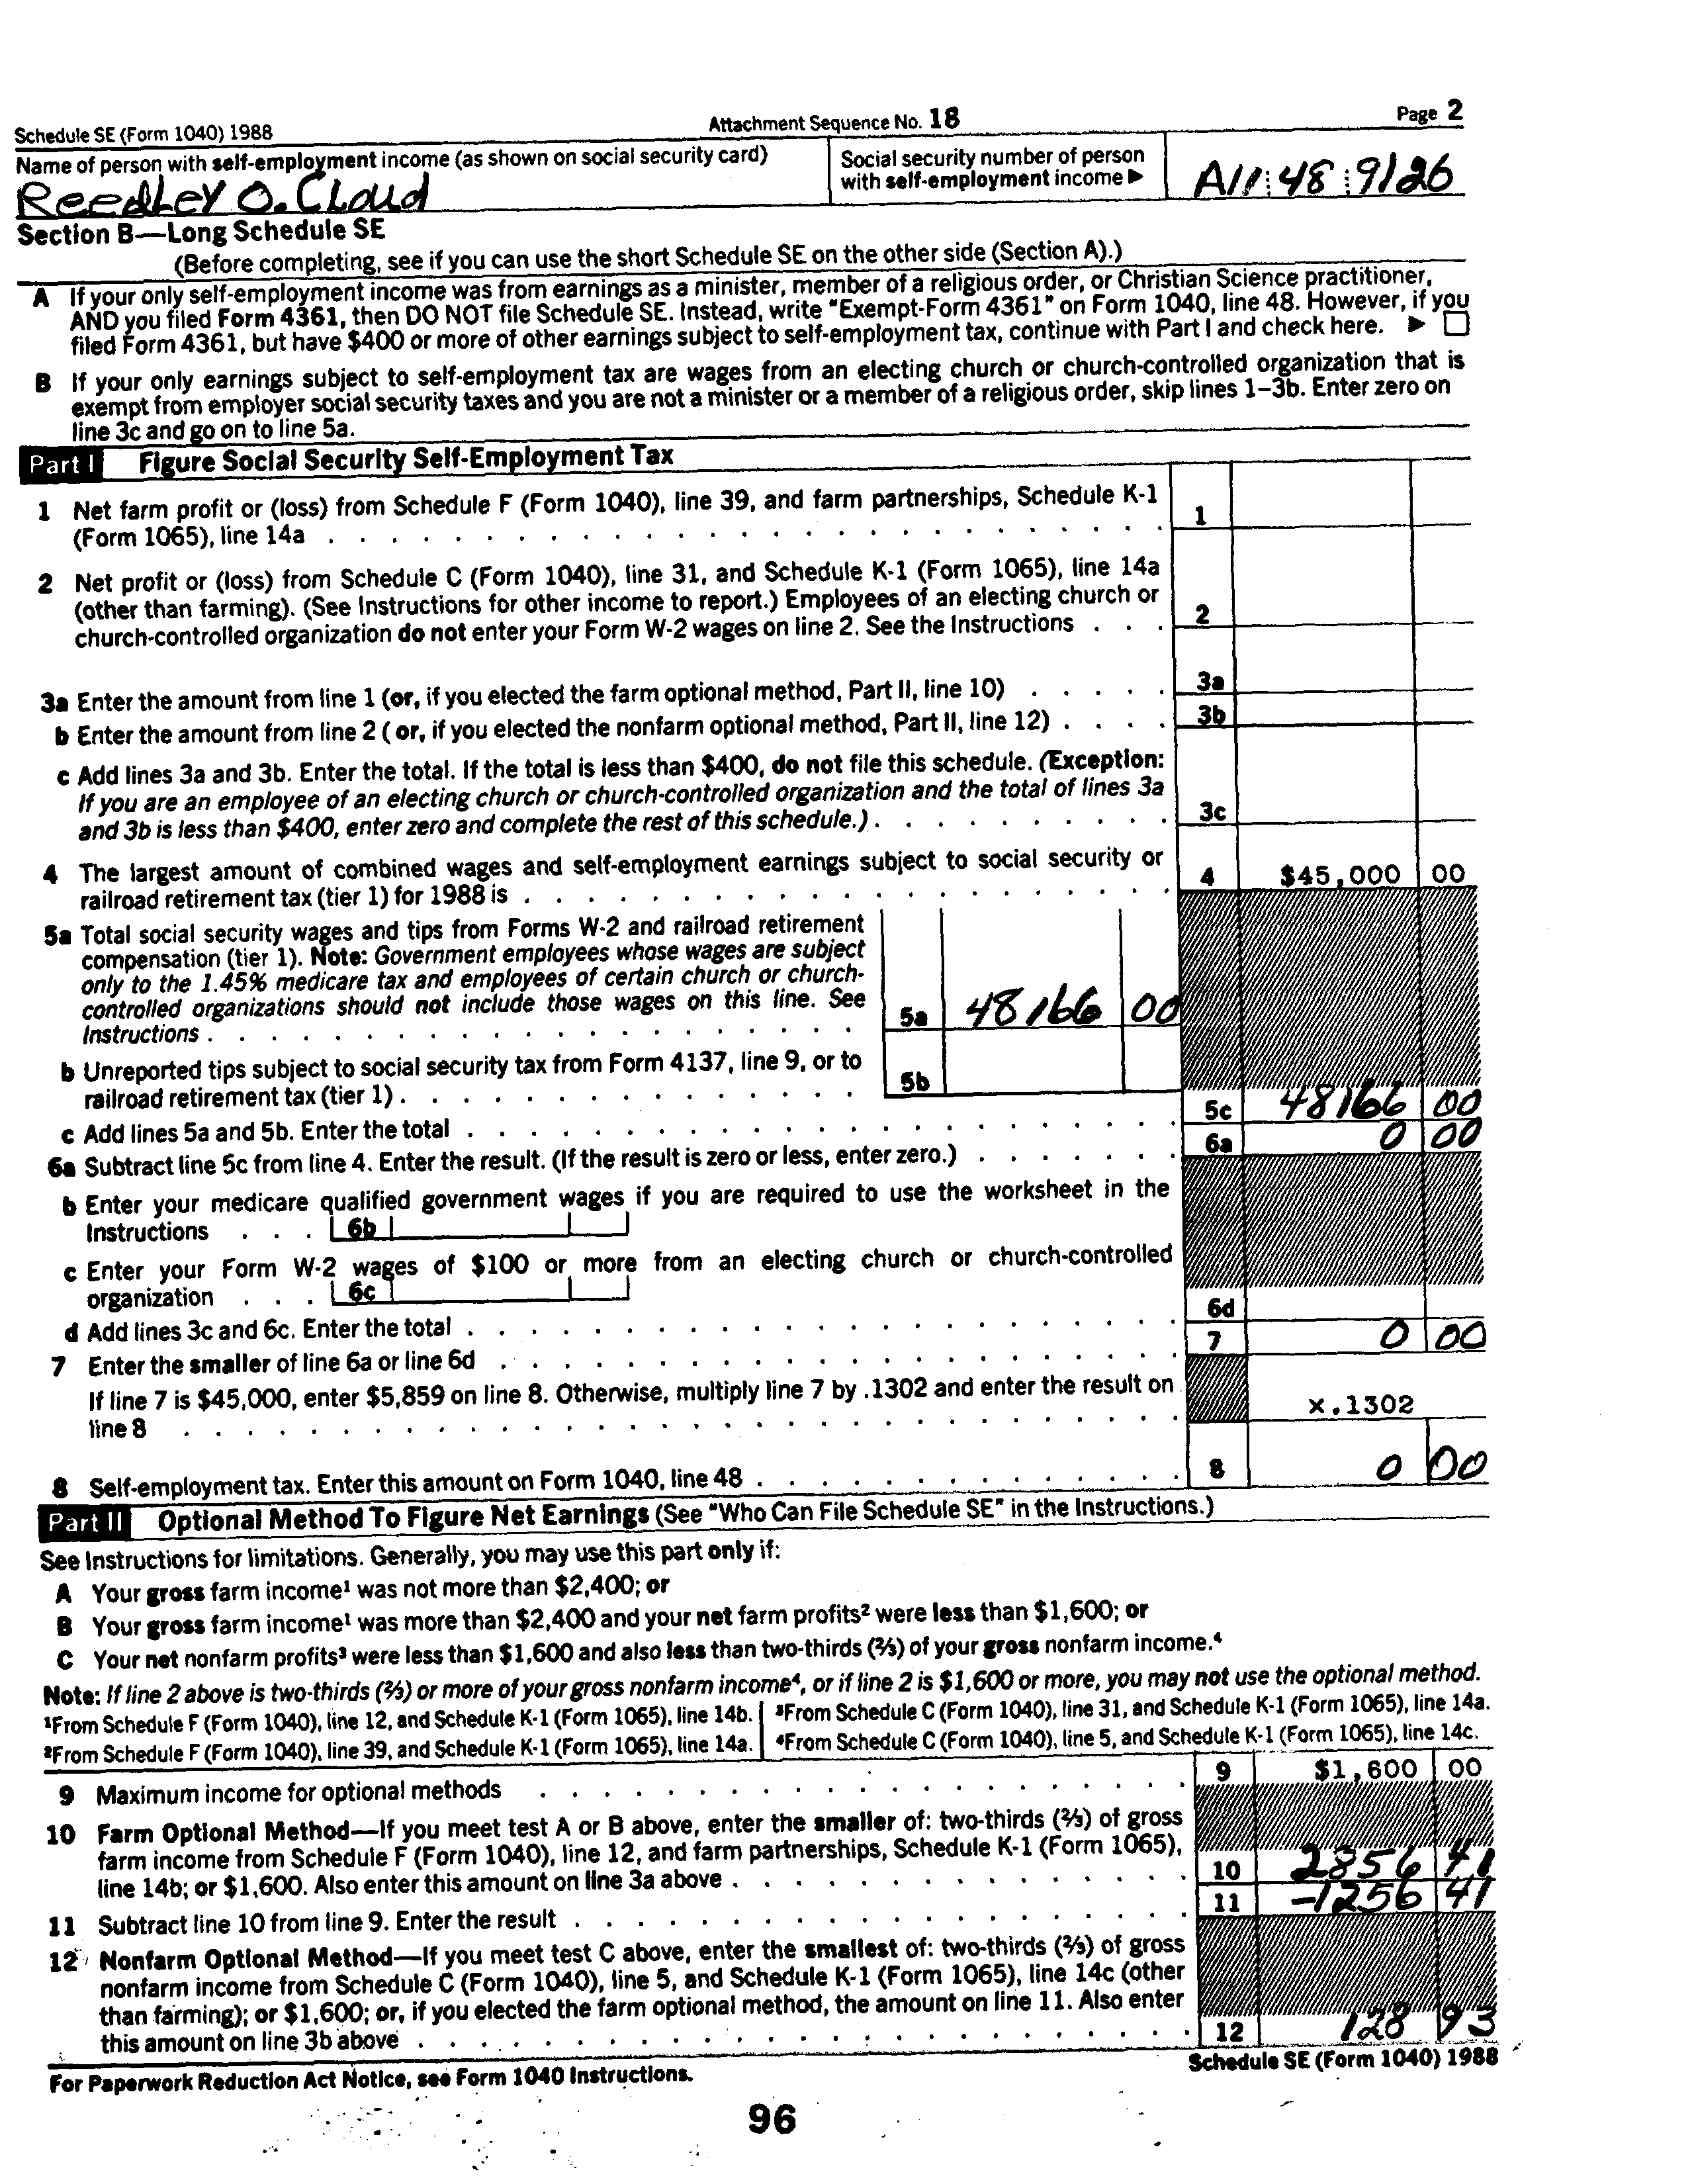 Schedule SE (Form 1040) 1988 Attachment Sequence No. 18 Page 2
Name of person with self-employment income (as shown on social security card) Social security number of person
with self-employment income ▶ A11:48:9126
Reedley O. Cloud
Section B—Long Schedule SE
(Before completing, see if you can use the short Schedule SE on the other side (Section A).)
A If your only self-employment income was from earnings as a minister, member of a religious order, or Christian Science practitioner,
AND you filed Form 4361, then DO NOT file Schedule SE. Instead, write "Exempt-Form 4361" on Form 1040, line 48. However, if you
filed Form 4361, but have $400 or more of other earnings subject to self-employment tax, continue with Part I and check here. ▶ ☐
B If your only earnings subject to self-employment tax are wages from an electing church or church-controlled organization that is
exempt from employer social security taxes and you are not a minister or a member of a religious order, skip lines 1–3b. Enter zero on
line 3c and go on to line 5a.
Part I Figure Social Security Self-Employment Tax
1 Net farm profit or (loss) from Schedule F (Form 1040), line 39, and farm partnerships, Schedule K-1
(Form 1065), line 14a . . . 1
2 Net profit or (loss) from Schedule C (Form 1040), line 31, and Schedule K-1 (Form 1065), line 14a
(other than farming). (See Instructions for other income to report.) Employees of an electing church or
church-controlled organization do not enter your Form W-2 wages on line 2. See the Instructions . . . 2
3a Enter the amount from line 1 (or, if you elected the farm optional method, Part II, line 10) . . . 3a
b Enter the amount from line 2 (or, if you elected the nonfarm optional method, Part II, line 12) . . . 3b
c Add lines 3a and 3b. Enter the total. If the total is less than $400, do not file this schedule. (Exception:
If you are an employee of an electing church or church-controlled organization and the total of lines 3a
and 3b is less than $400, enter zero and complete the rest of this schedule.) . . . 3c
4 The largest amount of combined wages and self-employment earnings subject to social security or
railroad retirement tax (tier 1) for 1988 is . . . 4 $45,000 00
5a Total social security wages and tips from Forms W-2 and railroad retirement
compensation (tier 1). Note: Government employees whose wages are subject
only to the 1.45% medicare tax and employees of certain church or church-
controlled organizations should not include those wages on this line. See
Instructions . . . 5a 48166 00
b Unreported tips subject to social security tax from Form 4137, line 9, or to
railroad retirement tax (tier 1) . . . 5b
c Add lines 5a and 5b. Enter the total . . . 5c 48166 00
6a Subtract line 5c from line 4. Enter the result. (If the result is zero or less, enter zero.) . . . 6a 0 00
b Enter your medicare qualified government wages if you are required to use the worksheet in the
Instructions . . . 6b
c Enter your Form W-2 wages of $100 or more from an electing church or church-controlled
organization . . . 6c
d Add lines 3c and 6c. Enter the total . . . 6d
7 Enter the smaller of line 6a or line 6d . . . 7 0 00
If line 7 is $45,000, enter $5,859 on line 8. Otherwise, multiply line 7 by .1302 and enter the result on
line 8 . . . x.1302
8 Self-employment tax. Enter this amount on Form 1040, line 48 . . . 8 0 00
Part II Optional Method To Figure Net Earnings (See "Who Can File Schedule SE" in the Instructions.)
See Instructions for limitations. Generally, you may use this part only if:
A Your gross farm income¹ was not more than $2,400; or
B Your gross farm income¹ was more than $2,400 and your net farm profits² were less than $1,600; or
C Your net nonfarm profits³ were less than $1,600 and also less than two-thirds (⅔) of your gross nonfarm income.⁴
Note: If line 2 above is two-thirds (⅔) or more of your gross nonfarm income⁴, or if line 2 is $1,600 or more, you may not use the optional method.
¹From Schedule F (Form 1040), line 12, and Schedule K-1 (Form 1065), line 14b. ³From Schedule C (Form 1040), line 31, and Schedule K-1 (Form 1065), line 14a.
²From Schedule F (Form 1040), line 39, and Schedule K-1 (Form 1065), line 14a. ⁴From Schedule C (Form 1040), line 5, and Schedule K-1 (Form 1065), line 14c.
9 Maximum income for optional methods . . . 9 $1,600 00
10 Farm Optional Method—If you meet test A or B above, enter the smaller of: two-thirds (⅔) of gross
farm income from Schedule F (Form 1040), line 12, and farm partnerships, Schedule K-1 (Form 1065),
line 14b; or $1,600. Also enter this amount on line 3a above . . . 10 2856 41
11 Subtract line 10 from line 9. Enter the result . . . 11 -1256 41
12 Nonfarm Optional Method—If you meet test C above, enter the smallest of: two-thirds (⅔) of gross
nonfarm income from Schedule C (Form 1040), line 5, and Schedule K-1 (Form 1065), line 14c (other
than farming); or $1,600; or, if you elected the farm optional method, the amount on line 11. Also enter
this amount on line 3b above . . . 12 128 93
For Paperwork Reduction Act Notice, see Form 1040 Instructions. Schedule SE (Form 1040) 1988
96